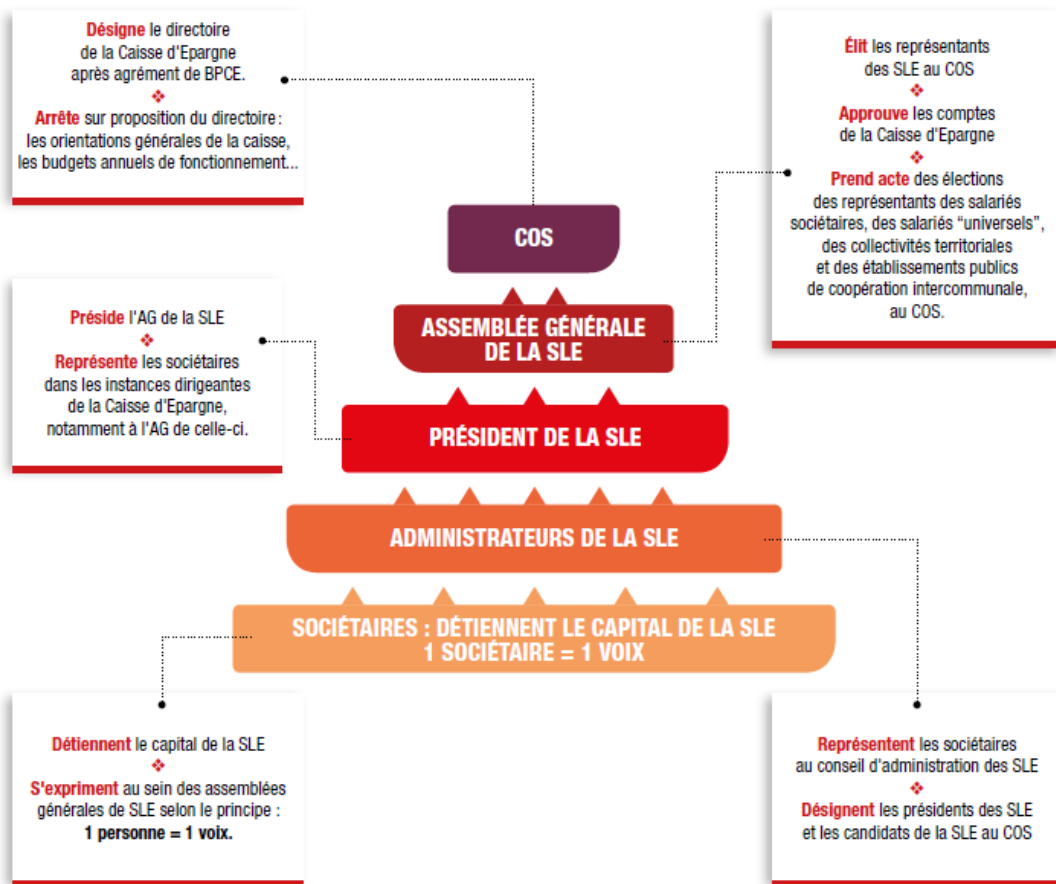 Désigne le directoire
de la Caisse d'Epargne
après agrément de BPCE.
❖
Arrête sur proposition du directoire :
les orientations générales de la caisse,
les budgets annuels de fonctionnement...
Élit les représentants
des SLE au COS
❖
Approuve les comptes
de la Caisse d'Epargne
❖
Prend acte des élections
des représentants des salariés
sociétaires, des salariés “universels”,
des collectivités territoriales
et des établissements publics
de coopération intercommunale,
au COS.
COS
Préside l'AG de la SLE
❖
Représente les sociétaires
dans les instances dirigeantes
de la Caisse d'Epargne,
notamment à l'AG de celle-ci.
ASSEMBLÉE GÉNÉRALE
DE LA SLE
PRÉSIDENT DE LA SLE
ADMINISTRATEURS DE LA SLE
SOCIÉTAIRES : DÉTIENNENT LE CAPITAL DE LA SLE
1 SOCIÉTAIRE = 1 VOIX
Détiennent le capital de la SLE
❖
S'expriment au sein des assemblées
générales de SLE selon le principe :
1 personne = 1 voix.
Représentent les sociétaires
au conseil d'administration des SLE
❖
Désignent les présidents des SLE
et les candidats de la SLE au COS